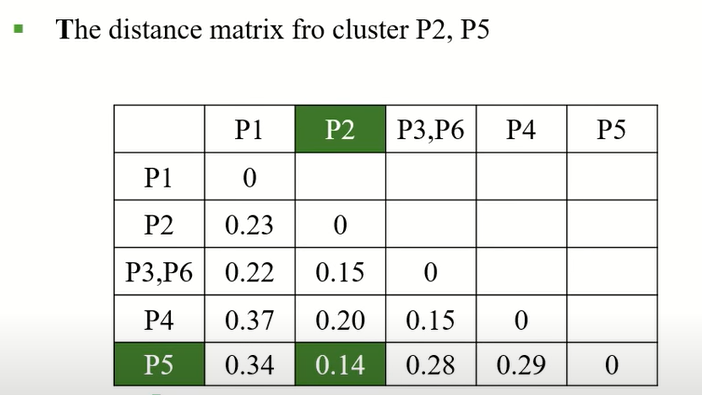 The distance matrix fro cluster P2, P5
P1 P2 P3,P6 P4 P5
P1 0
P2 0.23 0
P3,P6 0.22 0.15 0
P4 0.37 0.20 0.15 0
P5 0.34 0.14 0.28 0.29 0